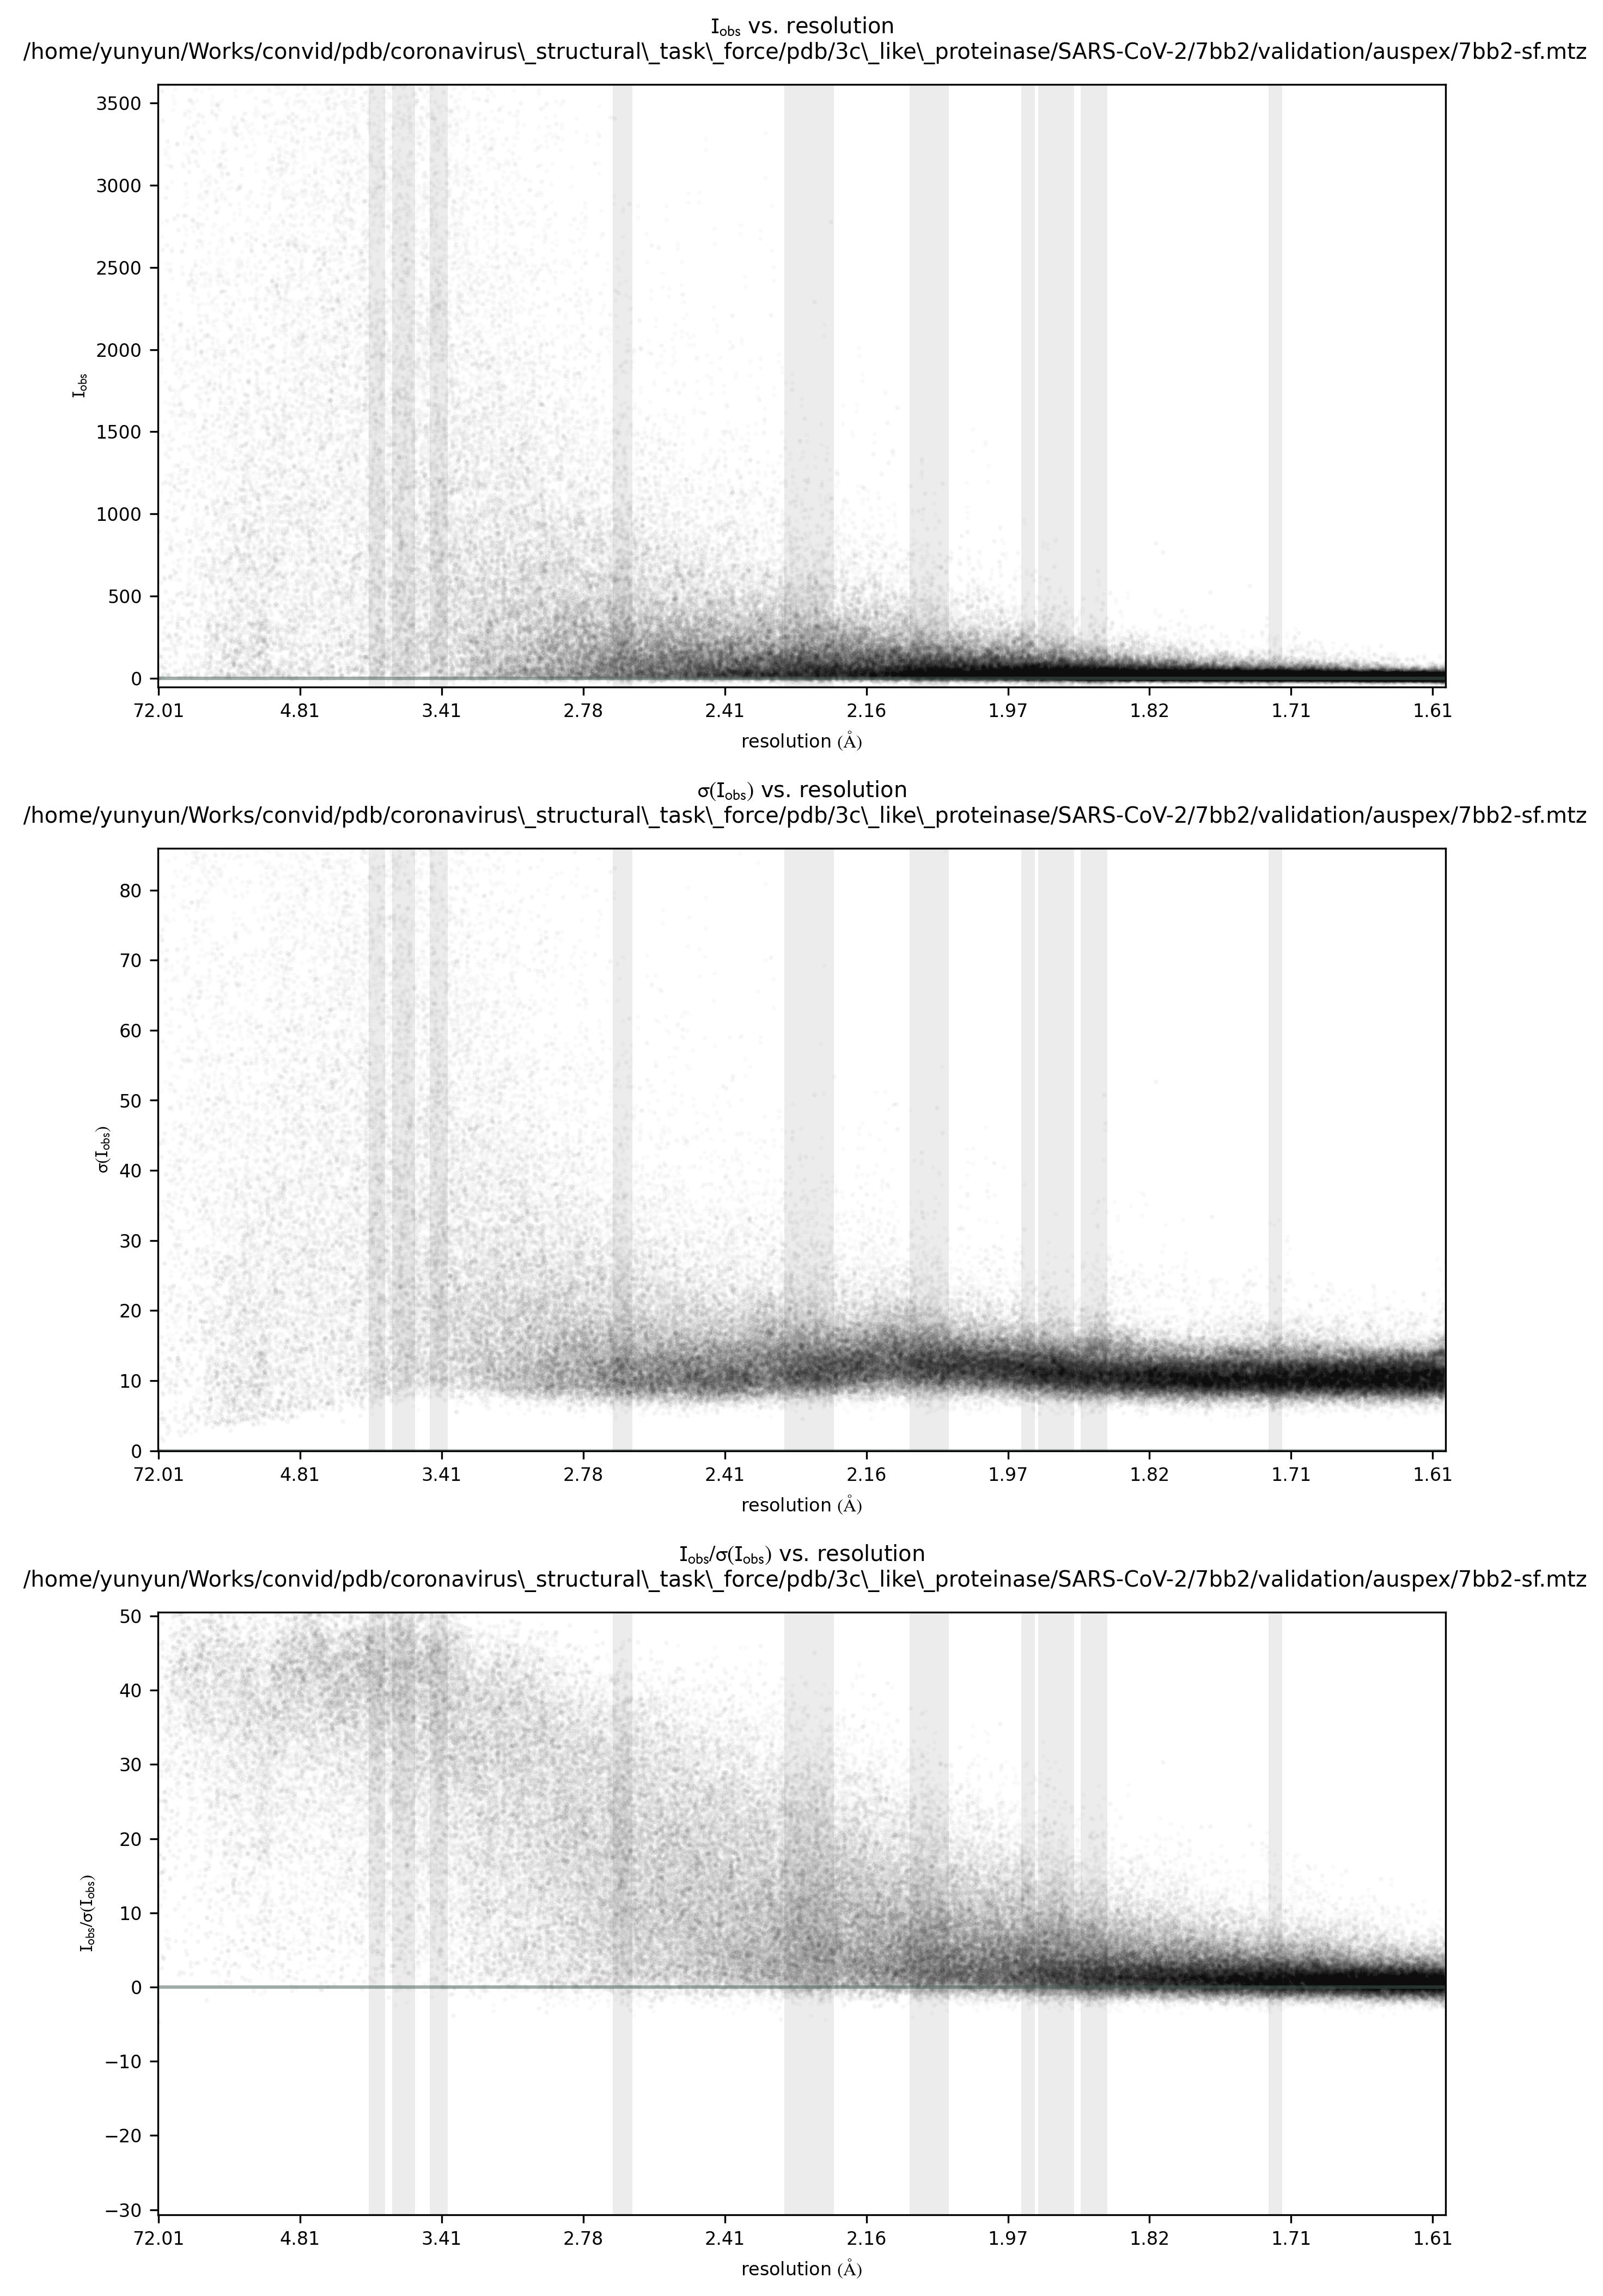 I_obs vs. resolution
/home/yunyun/Works/convid/pdb/coronavirus\_structural\_task\_force/pdb/3c\_like\_proteinase/SARS-CoV-2/7bb2/validation/auspex/7bb2-sf.mtz
3500
3000
2500
2000
1500
1000
500
0
I_obs
72.01 4.81 3.41 2.78 2.41 2.16 1.97 1.82 1.71 1.61
resolution (Å)
σ(I_obs) vs. resolution
/home/yunyun/Works/convid/pdb/coronavirus\_structural\_task\_force/pdb/3c\_like\_proteinase/SARS-CoV-2/7bb2/validation/auspex/7bb2-sf.mtz
80
70
60
50
40
30
20
10
0
σ(I_obs)
72.01 4.81 3.41 2.78 2.41 2.16 1.97 1.82 1.71 1.61
resolution (Å)
I_obs/σ(I_obs) vs. resolution
/home/yunyun/Works/convid/pdb/coronavirus\_structural\_task\_force/pdb/3c\_like\_proteinase/SARS-CoV-2/7bb2/validation/auspex/7bb2-sf.mtz
50
40
30
20
10
0
−10
−20
−30
I_obs/σ(I_obs)
72.01 4.81 3.41 2.78 2.41 2.16 1.97 1.82 1.71 1.61
resolution (Å)